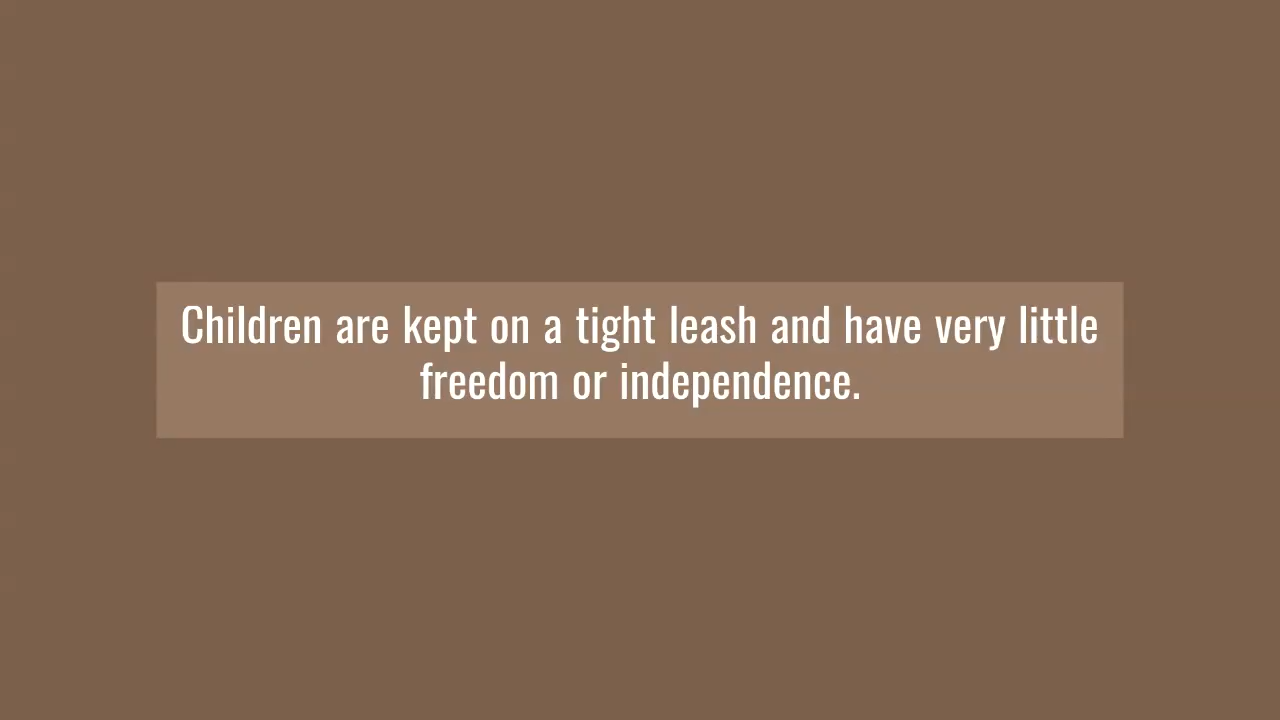 Children are kept on a tight leash and have very little
freedom or independence.